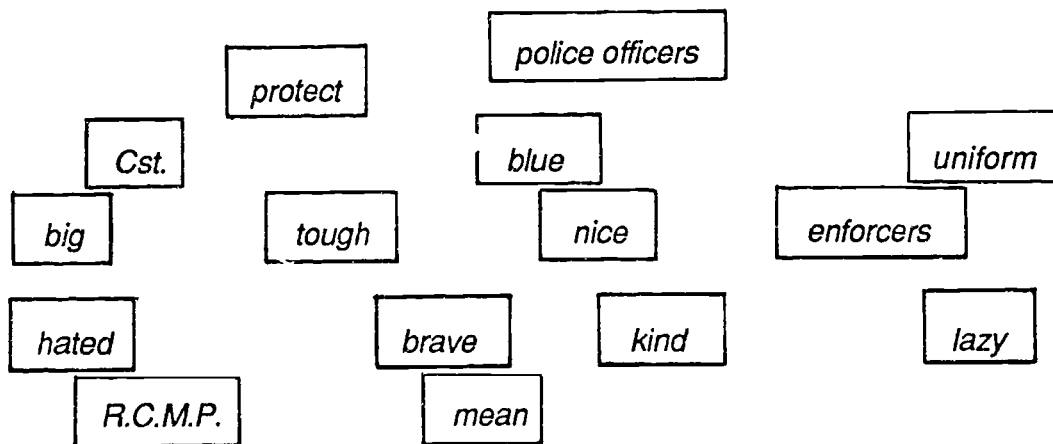 police officers
protect
Cst.
blue
uniform
big
tough
nice
enforcers
hated
brave
kind
lazy
R.C.M.P.
mean